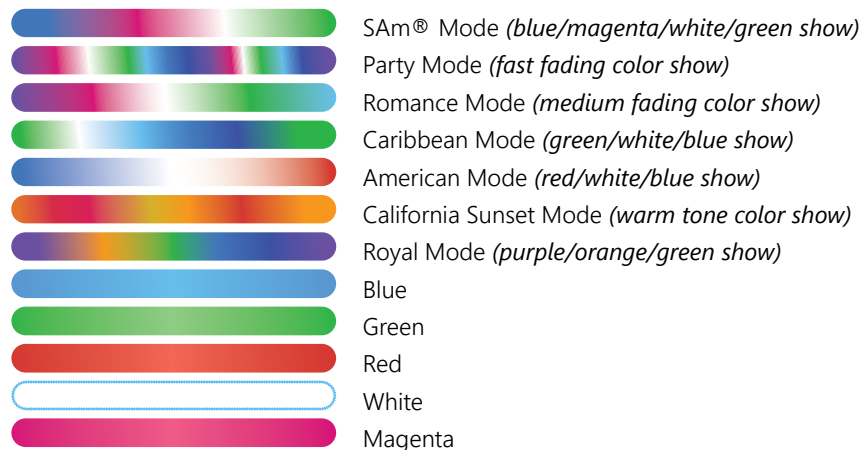 SAm® Mode (blue/magenta/white/green show)
Party Mode (fast fading color show)
Romance Mode (medium fading color show)
Caribbean Mode (green/white/blue show)
American Mode (red/white/blue show)
California Sunset Mode (warm tone color show)
Royal Mode (purple/orange/green show)
Blue
Green
Red
White
Magenta